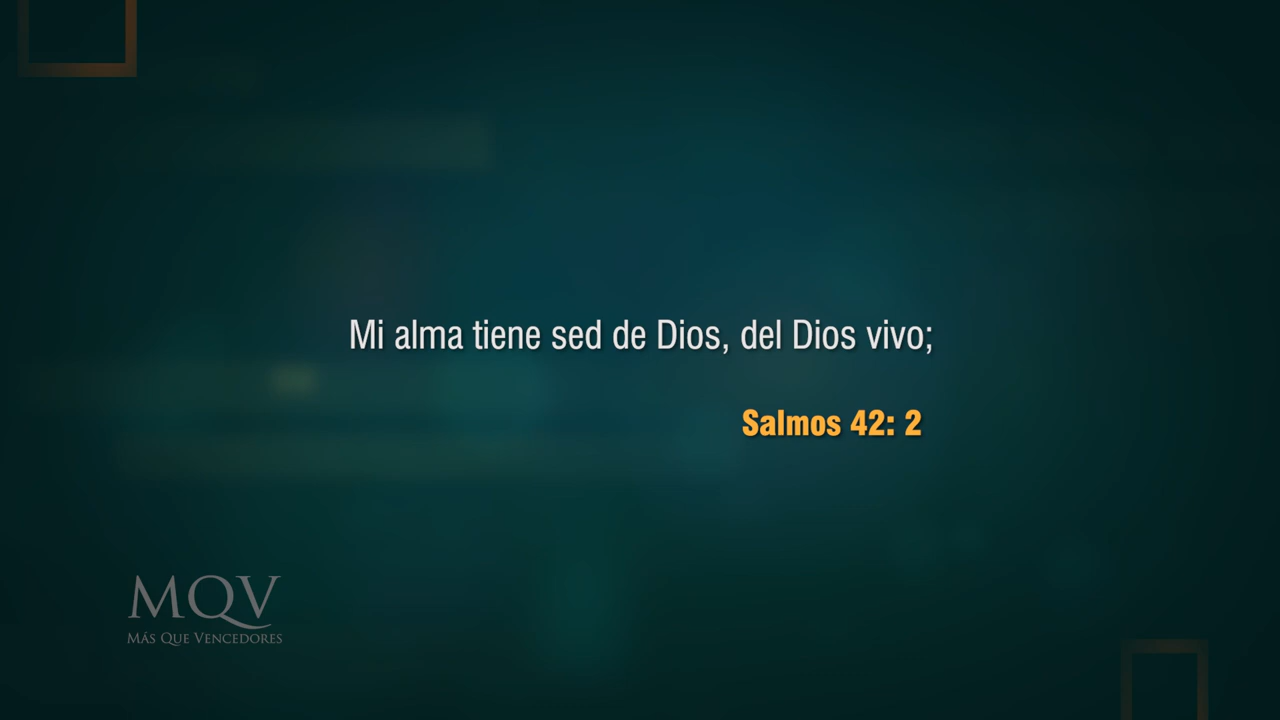 Mi alma tiene sed de Dios, del Dios vivo;
Salmos 42: 2
MQV
MÁS QUE VENCEDORES